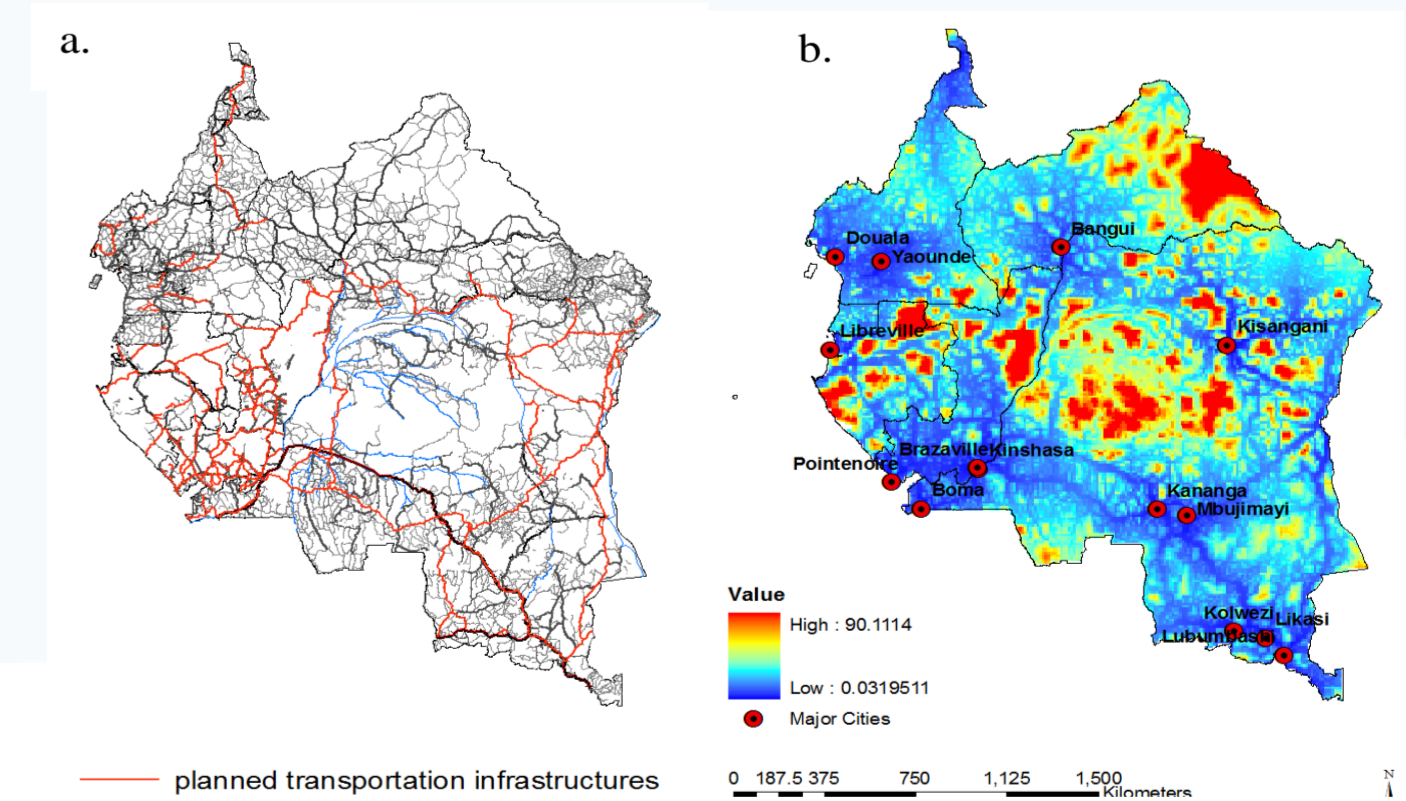 a.
b.
Bangui
Douala
Yaounde
Libreville
Kisangani
Brazaville Kinshasa
Pointenoire
Boma
Kananga
Mbujimayi
Value
High : 90.1114
Low : 0.0319511
Kolwezi
Likasi
Lubumbashi
Major Cities
planned transportation infrastructures
0 187.5 375 750 1,125 1,500
Kilometers
N